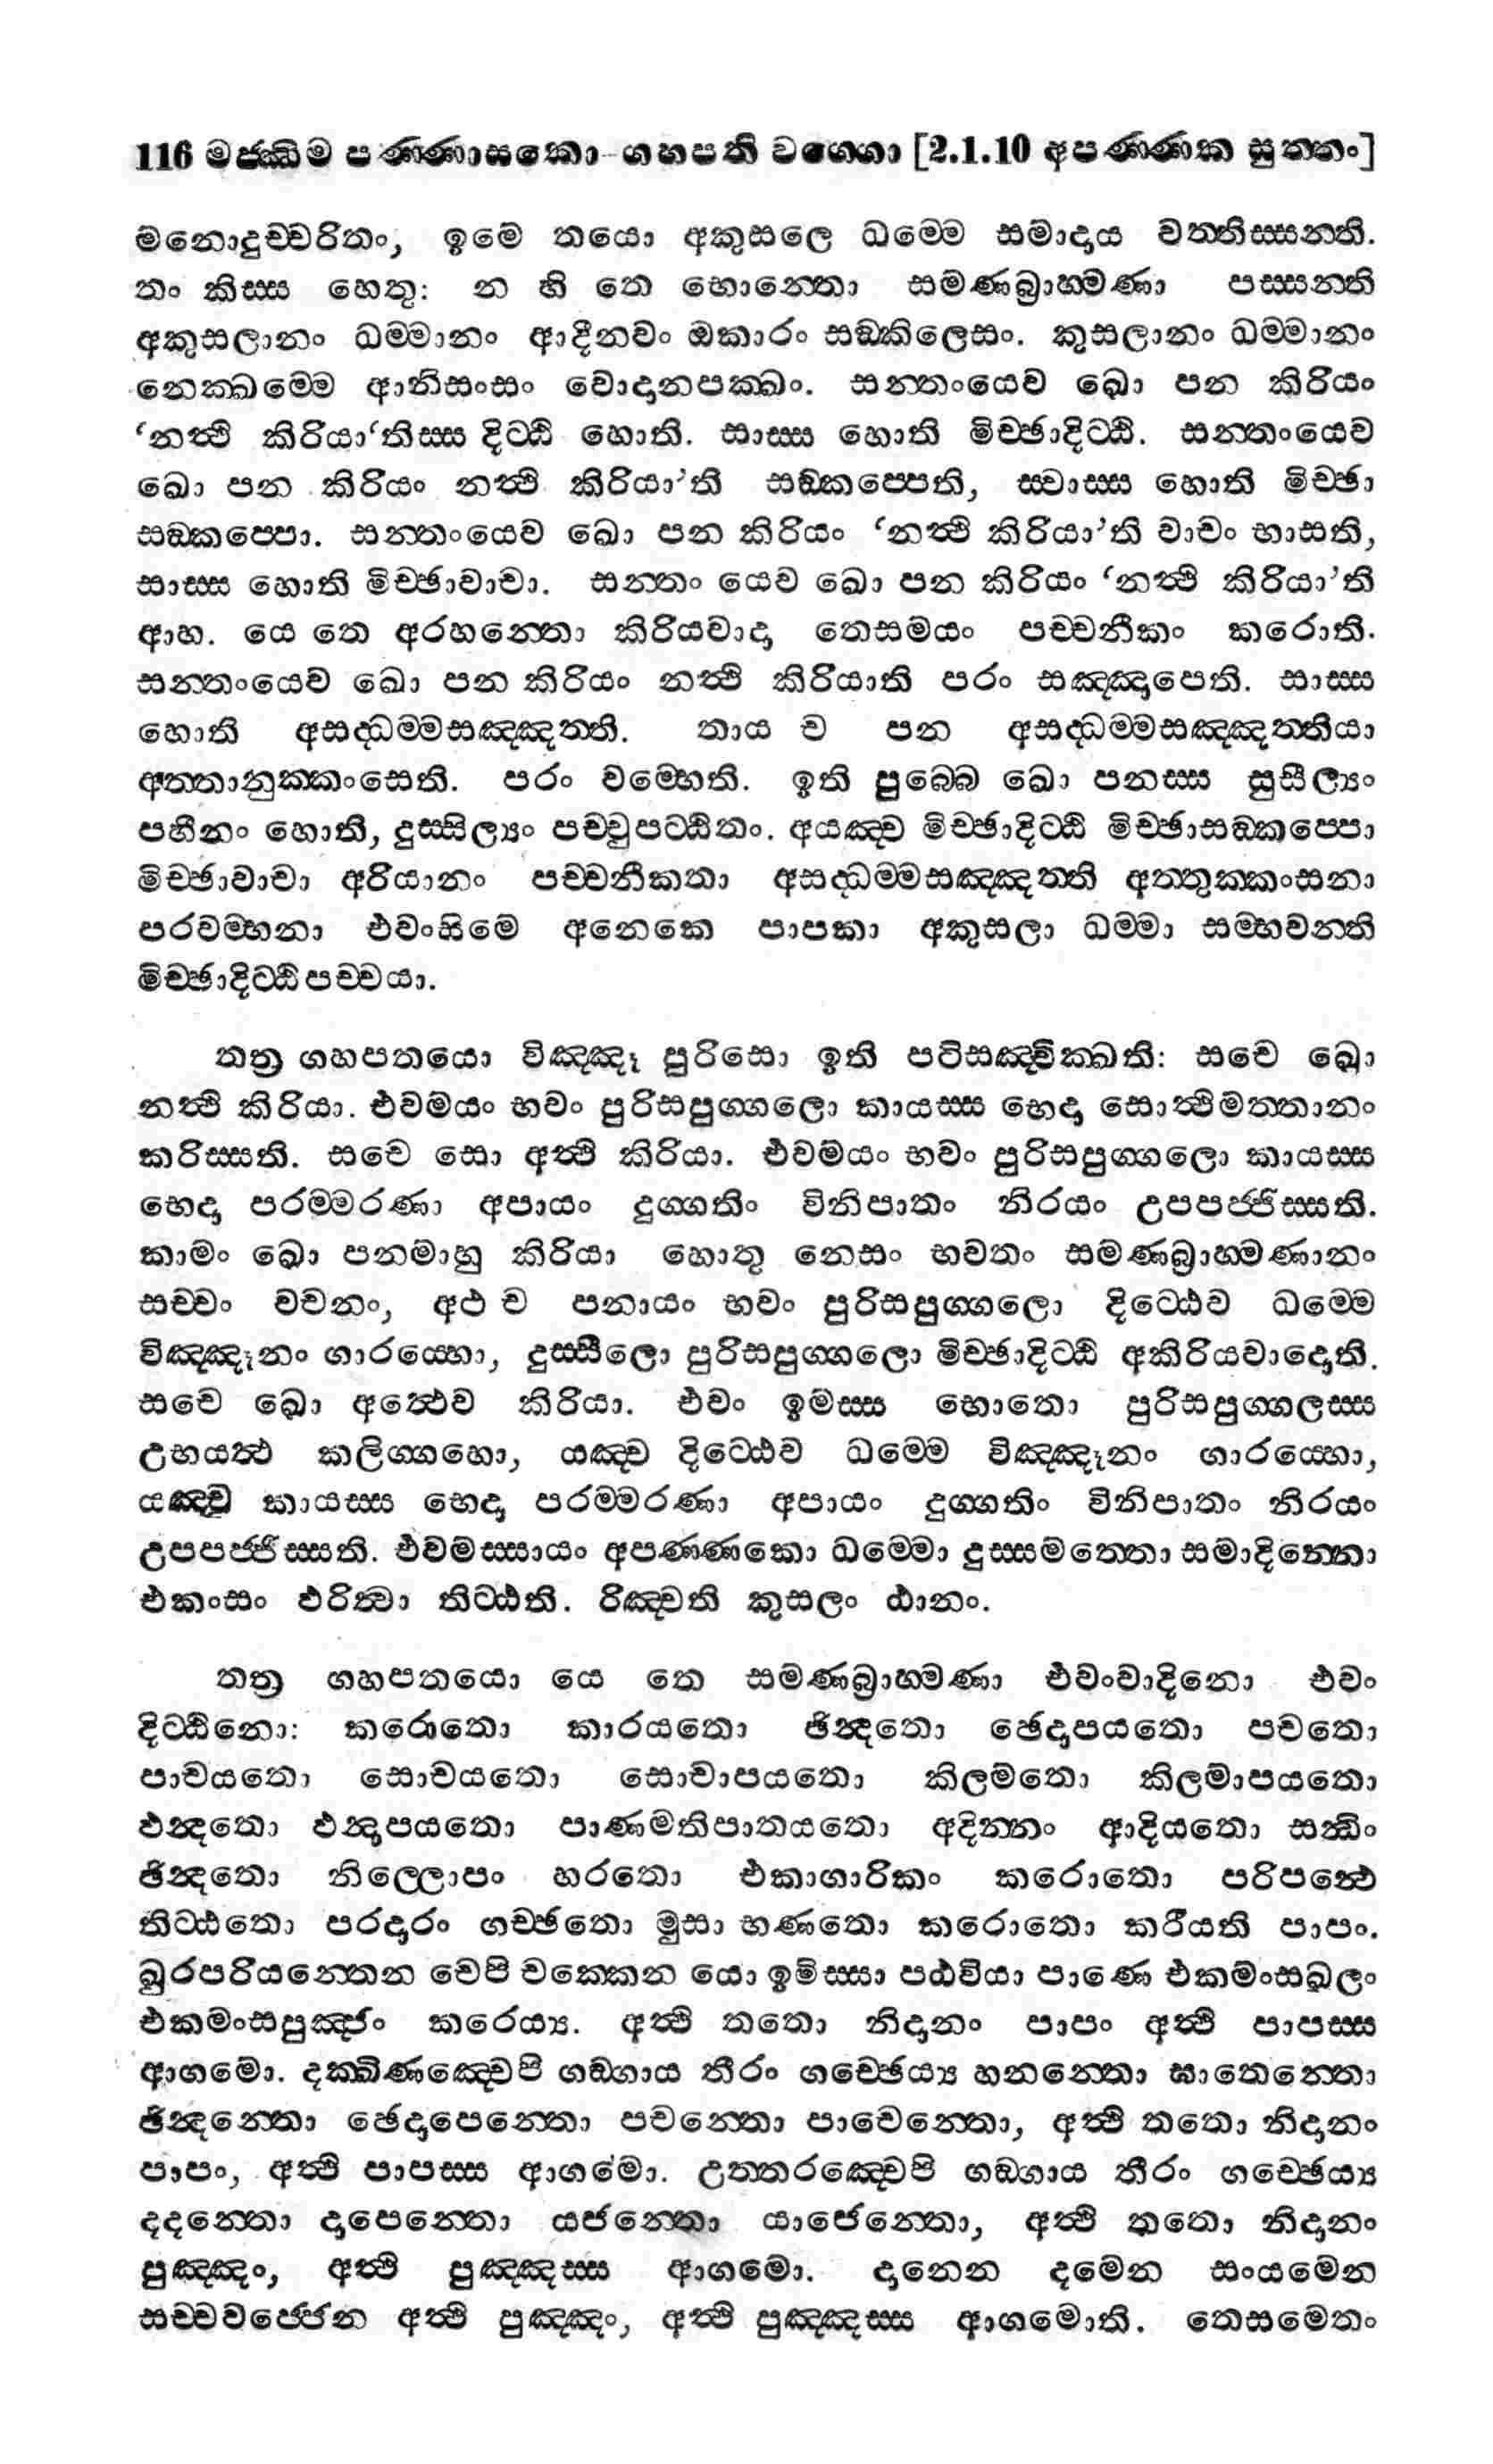 116 මජ්ඣිම පණ්ණාසකො - ගහපති වග්ගො [2.1.10 අපණ්ණක සුත්තං]
මනොදුච්චරිතං, ඉමෙ තයො අකුසලෙ ධම්මෙ සමාදාය වත්තිස්සන්ති.
තං කිස්ස හෙතු: න හි තෙ භොන්තො සමණබ්‍රාහ්මණා පස්සන්ති
අකුසලානං ධම්මානං ආදීනවං ඔකාරං සඞ්කිලෙසං. කුසලානං ධම්මානං
නෙක්ඛම්මෙ ආනිසංසං වොදානපක්ඛං. සන්තංයෙව ඛො පන කිරියං
‘නත්ථි කිරියා‘තිස්ස දිට්ඨි හොති. සාස්ස හොති මිච්ඡාදිට්ඨි. සන්තංයෙව
ඛො පන කිරියං නත්ථි කිරියා’ති සඞ්කප්පෙති, ස්වාස්ස හොති මිච්ඡා
සඞ්කප්පො. සන්තංයෙව ඛො පන කිරියං ‘නත්ථි කිරියා’ති වාචං භාසති,
සාස්ස හොති මිච්ඡාවාචා. සන්තං යෙව ඛො පන කිරියං ‘නත්ථි කිරියා’ති
ආහ. යෙ තෙ අරහන්තො කිරියවාදා තෙසමයං පච්චනීකං කරොති.
සන්තංයෙව ඛො පන කිරියං නත්ථි කිරියාති පරං සඤ්ඤාපෙති. සාස්ස
හොති අසද්ධම්මසඤ්ඤත්ති. තාය ච පන අසද්ධම්මසඤ්ඤත්තියා
අත්තානුක්කංසෙති. පරං වම්භෙති. ඉති පුබ්බෙ ඛො පනස්ස සුසීල්‍යං
පහීනං හොති, දුස්සිල්‍යං පච්චුපට්ඨිතං. අයඤ්ච මිච්ඡාදිට්ඨි මිච්ඡාසඞ්කප්පො
මිච්ඡාවාචා අරියානං පච්චනීකතා අසද්ධම්මසඤ්ඤත්ති අත්තුක්කංසනා
පරවම්භනා එවංසිමෙ අනෙකෙ පාපකා අකුසලා ධම්මා සම්භවන්ති
මිච්ඡාදිට්ඨිපච්චයා.
තත්‍ර ගහපතයො විඤ්ඤූ පුරිසො ඉති පටිසඤ්චික්ඛති: සචෙ ඛො
නත්ථි කිරියා. එවමයං භවං පුරිසපුග්ගලො කායස්ස භෙදා සොත්ථිමත්තානං
කරිස්සති. සචෙ සො අත්ථි කිරියා. එවමයං භවං පුරිසපුග්ගලො කායස්ස
භෙදා පරම්මරණා අපායං දුග්ගතිං විනිපාතං නිරයං උපපජ්ජිස්සති.
කාමං ඛො පනමාහු කිරියා හොතු නෙසං භවතං සමණබ්‍රාහ්මණානං
සච්චං වචනං, අථ ච පනායං භවං පුරිසපුග්ගලො දිට්ඨෙව ධම්මෙ
විඤ්ඤූනං ගාරය්හො, දුස්සීලො පුරිසපුග්ගලො මිච්ඡාදිට්ඨි අකිරියවාදොති.
සචෙ ඛො අත්ථෙව කිරියා. එවං ඉමස්ස භොතො පුරිසපුග්ගලස්ස
උභයත්ථ කලිග්ගහො, යඤ්ච දිට්ඨෙව ධම්මෙ විඤ්ඤූනං ගාරය්හො,
යඤ්ච කායස්ස භෙදා පරම්මරණා අපායං දුග්ගතිං විනිපාතං නිරයං
උපපජ්ජිස්සති. එවමස්සායං අපණ්ණකො ධම්මො දුස්සමත්තො සමාදින්නො
එකංසං ඵරිත්වා තිට්ඨති. රිඤ්චති කුසලං ඨානං.
තත්‍ර ගහපතයො යෙ තෙ සමණබ්‍රාහ්මණා එවංවාදිනො එවං
දිට්ඨිනො: කරොතො කාරයතො ඡින්දතො ඡෙදාපයතො පචතො
පාචයතො සොචයතො සොචාපයතො කිලමතො කිලමාපයතො
ඵන්දතො ඵන්දාපයතො පාණමතිපාතයතො අදින්නං ආදියතො සන්ධිං
ඡින්දතො නිල්ලොපං හරතො එකාගාරිකං කරොතො පරිපන්ථෙ
තිට්ඨතො පරදාරං ගච්ඡතො මුසා භණතො කරොතො කරීයති පාපං.
ඛුරපරියන්තෙන චෙපි චක්කෙන යො ඉමිස්සා පඨවියා පාණෙ එකමංසඛලං
එකමංසපුඤ්ජං කරෙය්‍ය. අත්ථි තතො නිදානං පාපං අත්ථි පාපස්ස
ආගමො. දක්ඛිණඤ්චෙපි ගඞ්ගාය තීරං ගච්ඡෙය්‍ය හනන්තො ඝාතෙන්තො
ඡින්දන්තො ඡෙදාපෙන්තො පචන්තො පාචෙන්තො, අත්ථි තතො නිදානං
පාපං, අත්ථි පාපස්ස ආගමො. උත්තරඤ්චෙපි ගඞ්ගාය තීරං ගච්ඡෙය්‍ය
දදන්තො දාපෙන්තො යජන්තො යාජෙන්තො, අත්ථි තතො නිදානං
පුඤ්ඤං, අත්ථි පුඤ්ඤස්ස ආගමො. දානෙන දමෙන සංයමෙන
සච්චවජ්ජෙන අත්ථි පුඤ්ඤං, අත්ථි පුඤ්ඤස්ස ආගමොති. තෙසමෙතං